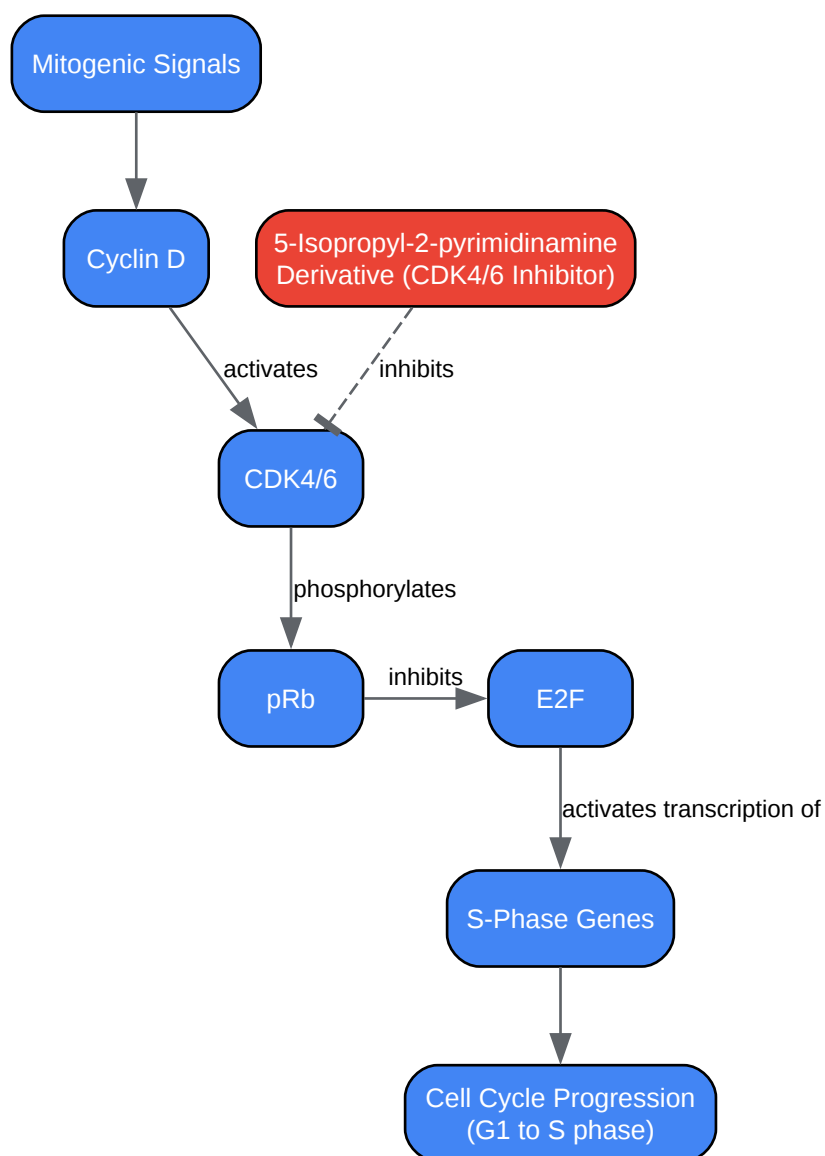 Mitogenic Signals
Cyclin D
5-Isopropyl-2-pyrimidinamine
Derivative (CDK4/6 Inhibitor)
activates
inhibits
CDK4/6
phosphorylates
pRb
inhibits
E2F
activates transcription of
S-Phase Genes
Cell Cycle Progression
(G1 to S phase)